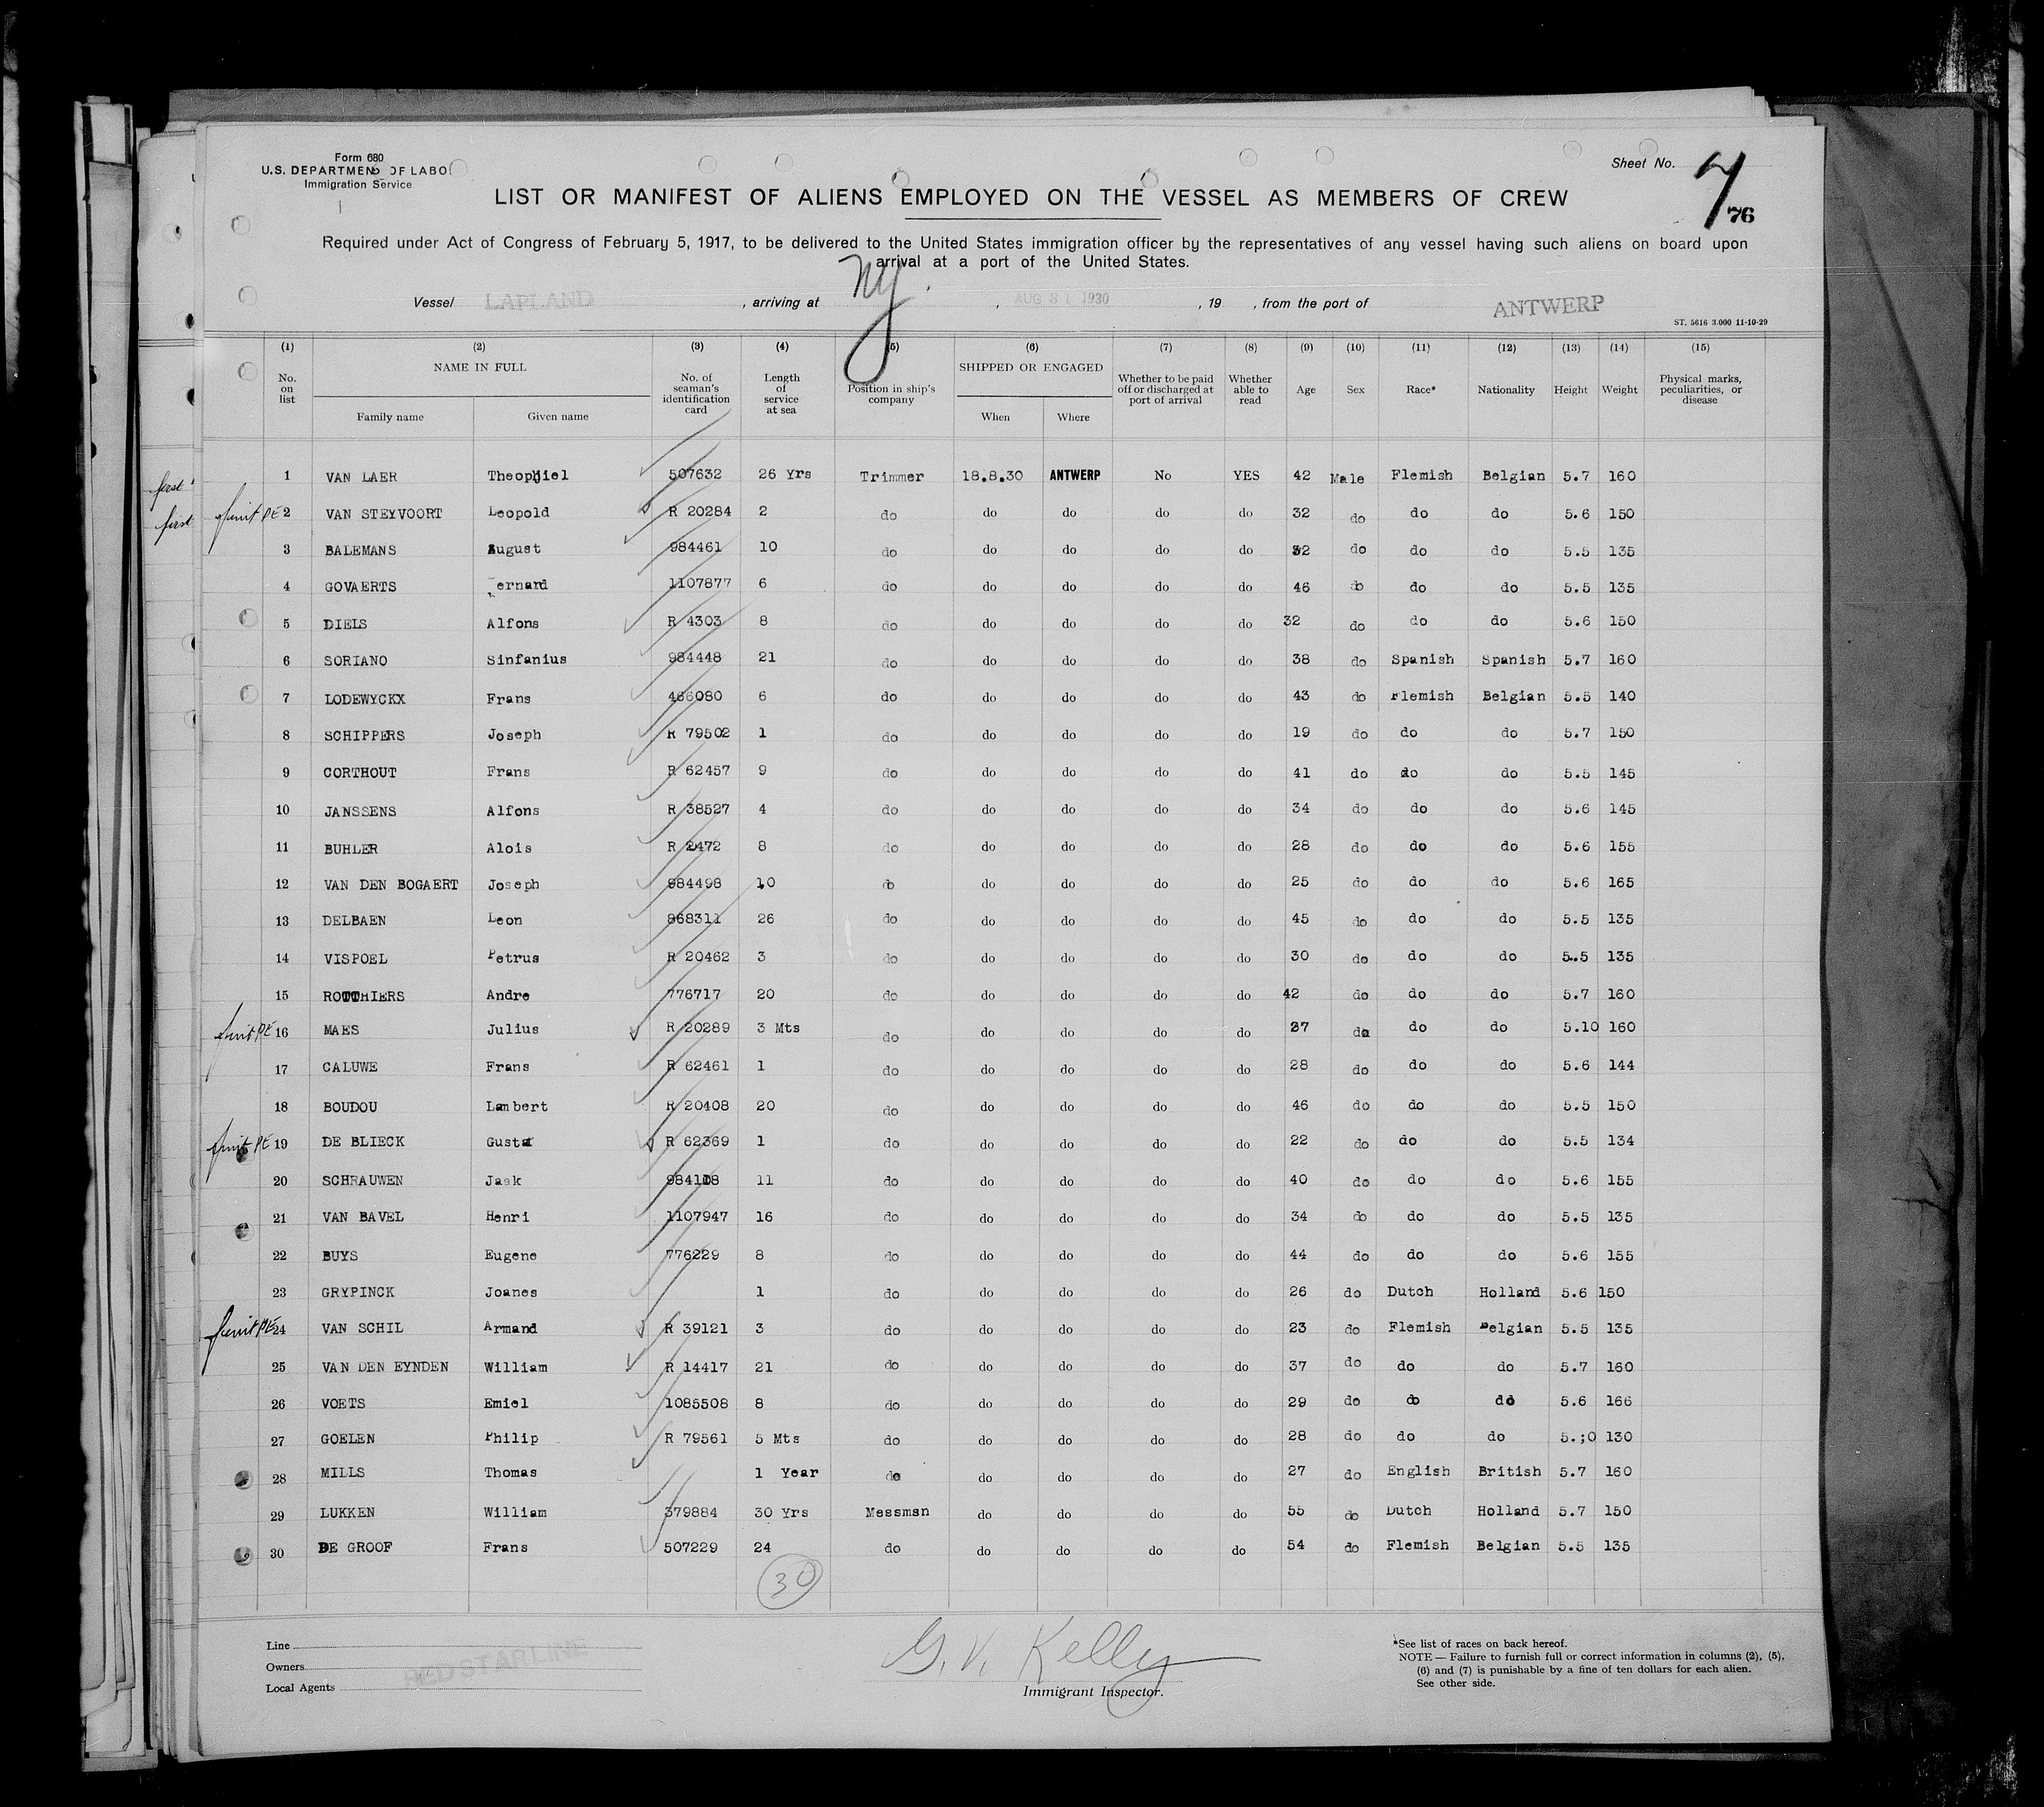 Form 680
U.S. DEPARTMENT OF LABOR
Immigration Service
Sheet No. 7
76
LIST OR MANIFEST OF ALIENS EMPLOYED ON THE VESSEL AS MEMBERS OF CREW
Required under Act of Congress of February 5, 1917, to be delivered to the United States immigration officer by the representatives of any vessel having such aliens on board upon
arrival at a port of the United States.
Vessel LAPLAND, arriving at NY., AUG 31 1930, 19 , from the port of ANTWERP
ST. 5616 3.000 11-10-29
(1) (2) (3) (4) (5) (6) (7) (8) (9) (10) (11) (12) (13) (14) (15)
No. on list NAME IN FULL Family name Given name No. of seaman's identification card Length of service at sea Position in ship's company SHIPPED OR ENGAGED When Where Whether to be paid off or discharged at port of arrival Whether able to read Age Sex Race* Nationality Height Weight Physical marks, peculiarities, or disease
first 1 VAN LAER Theophiel 507632 26 Yrs Trimmer 18.8.30 ANTWERP No YES 42 Male Flemish Belgian 5.7 160
first 2 VAN STEYVOORT Leopold R 20284 2 do do do do do 32 do do do 5.6 150
3 BALEMANS August 984461 10 do do do do do 32 do do do 5.5 135
4 GOVAERTS ernard 1107877 6 do do do do do 46 do do do 5.5 135
5 DIELS Alfons R 4303 8 do do do do do 32 do do do 5.6 150
6 SORIANO Sinfanius 984448 21 do do do do do 38 do Spanish Spanish 5.7 160
7 LODEWYCKX Frans 466080 6 do do do do do 43 do Flemish Belgian 5.5 140
8 SCHIPPERS Joseph R 79502 1 do do do do do 19 do do do 5.7 150
9 CORTHOUT Frans R 62457 9 do do do do do 41 do do do 5.5 145
10 JANSSENS Alfons R 38527 4 do do do do do 34 do do do 5.6 145
11 BUHLER Alois R 2472 8 do do do do do 28 do do do 5.6 155
12 VAN DEN BOGAERT Joseph 984498 10 do do do do do 25 do do do 5.6 165
13 DELBAEN Leon 868311 26 do do do do do 45 do do do 5.5 135
14 VISPOEL Petrus R 20462 3 do do do do do 30 do do do 5.5 135
15 ROTTHIERS Andre 776717 20 do do do do do 42 do do do 5.7 160
16 MAES Julius R 20289 3 Mts do do do do do 27 do do do 5.10 160
17 CALUWE Frans R 62461 1 do do do do do 28 do do do 5.6 144
18 BOUDOU Lambert R 20408 20 do do do do do 46 do do do 5.5 150
19 DE BLIECK Gusta R 62369 1 do do do do do 22 do do do 5.5 134
20 SCHRAUWEN Jaak 984118 11 do do do do do 40 do do do 5.6 155
21 VAN BAVEL Henri 1107947 16 do do do do do 34 do do do 5.5 135
22 BUYS Eugene 776229 8 do do do do do 44 do do do 5.6 155
23 GRYPINCK Joanes 1 do do do do do 26 do Dutch Holland 5.6 150
24 VAN SCHIL Armand R 39121 3 do do do do do 23 do Flemish Belgian 5.5 135
25 VAN DEN EYNDEN William R 14417 21 do do do do do 37 do do do 5.7 160
26 VOETS Emiel 1085508 8 do do do do do 29 do do do 5.6 166
27 GOELEN Philip R 79561 5 Mts do do do do do 28 do do do 5.;0 130
28 MILLS Thomas 1 Year do do do do do 27 do English British 5.7 160
29 LUKKEN William 379884 30 Yrs Messman do do do do 55 do Dutch Holland 5.7 150
30 DE GROOF Frans 507229 24 do do do do do 54 do Flemish Belgian 5.5 135
30
Line
Owners RED STAR LINE
Local Agents
G. V. Kelly
Immigrant Inspector.
*See list of races on back hereof.
NOTE — Failure to furnish full or correct information in columns (2), (5),
(6) and (7) is punishable by a fine of ten dollars for each alien.
See other side.